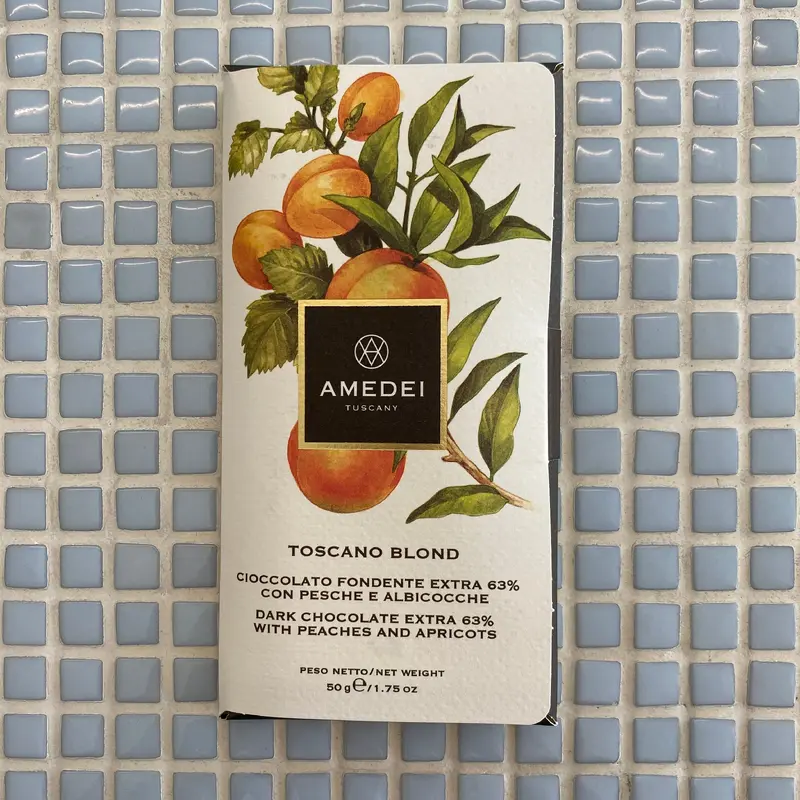 AMEDEI
TUSCANY
TOSCANO BLOND
CIOCCOLATO FONDENTE EXTRA 63%
CON PESCHE E ALBICOCCHE
DARK CHOCOLATE EXTRA 63%
WITH PEACHES AND APRICOTS
PESO NETTO/NET WEIGHT
50 g℮/1.75 oz